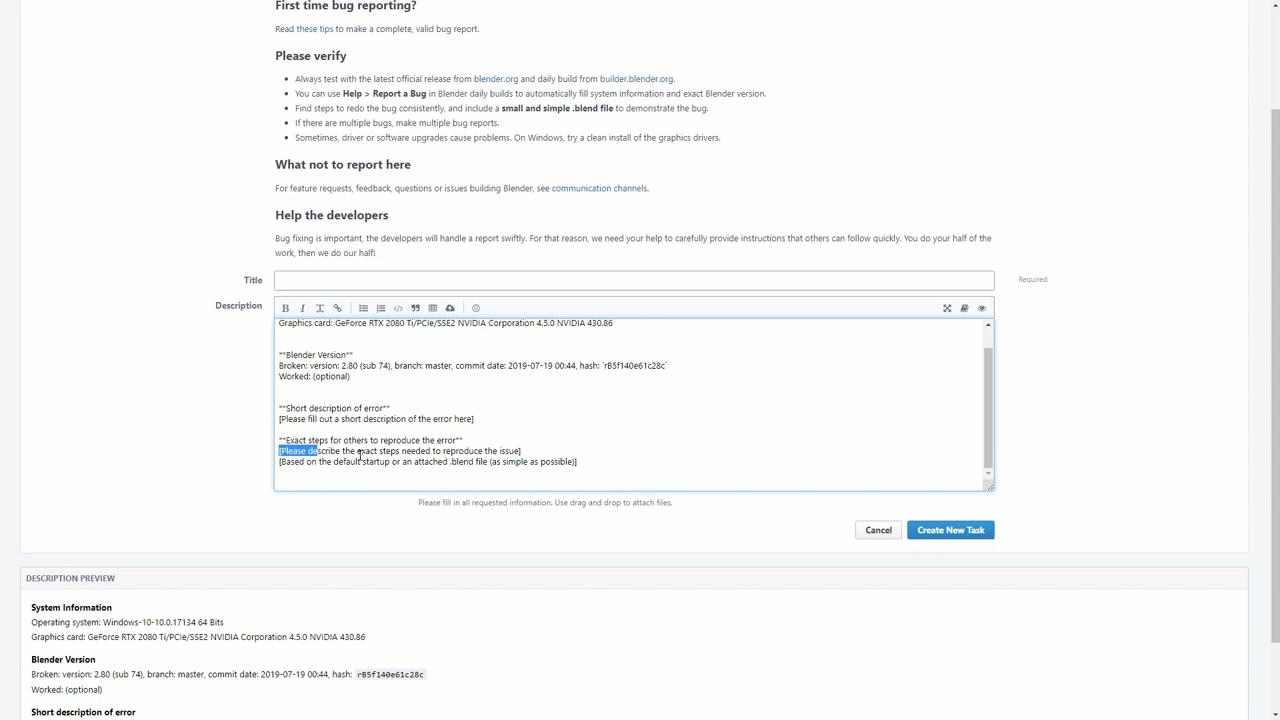 First time bug reporting?
Read these tips to make a complete, valid bug report.
Please verify
Always test with the latest official release from blender.org and daily build from builder.blender.org.
You can use Help > Report a Bug in Blender daily builds to automatically fill system information and exact Blender version.
Find steps to redo the bug consistently, and include a small and simple .blend file to demonstrate the bug.
If there are multiple bugs, make multiple bug reports.
Sometimes, driver or software upgrades cause problems. On Windows, try a clean install of the graphics drivers.
What not to report here
For feature requests, feedback, questions or issues building Blender, see communication channels.
Help the developers
Bug fixing is important, the developers will handle a report swiftly. For that reason, we need your help to carefully provide instructions that others can follow quickly. You do your half of the
work, then we do our half!
Title
Required
Description
Graphics card: GeForce RTX 2080 Ti/PCIe/SSE2 NVIDIA Corporation 4.5.0 NVIDIA 430.86
**Blender Version**
Broken: version: 2.80 (sub 74), branch: master, commit date: 2019-07-19 00:44, hash: `rB5f140e61c28c`
Worked: (optional)
**Short description of error**
[Please fill out a short description of the error here]
**Exact steps for others to reproduce the error**
[Please describe the exact steps needed to reproduce the issue]
[Based on the default startup or an attached .blend file (as simple as possible)]
Please fill in all requested information. Use drag and drop to attach files.
Cancel
Create New Task
DESCRIPTION PREVIEW
System Information
Operating system: Windows-10-10.0.17134 64 Bits
Graphics card: GeForce RTX 2080 Ti/PCIe/SSE2 NVIDIA Corporation 4.5.0 NVIDIA 430.86
Blender Version
Broken: version: 2.80 (sub 74), branch: master, commit date: 2019-07-19 00:44, hash: rB5f140e61c28c
Worked: (optional)
Short description of error